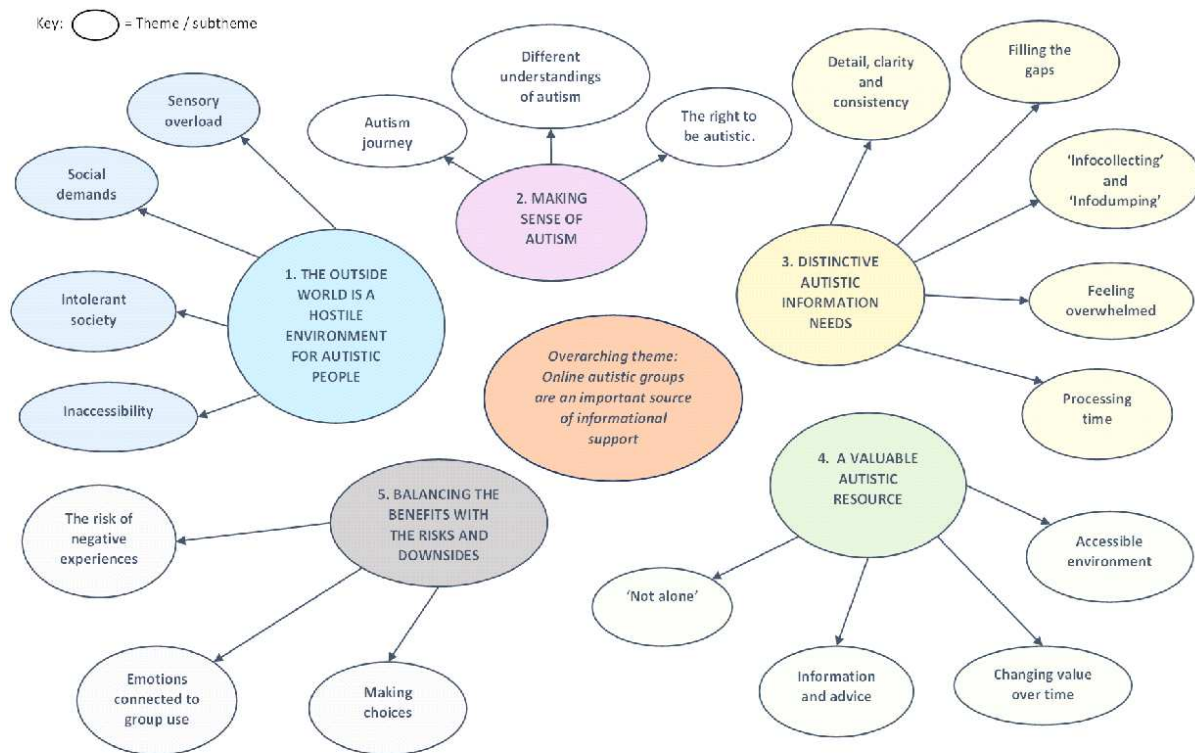 Key:
= Theme / subtheme
Sensory
overload
Social
demands
Intolerant
society
Inaccessibility
1. THE OUTSIDE
WORLD IS A
HOSTILE
ENVIRONMENT
FOR AUTISTIC
PEOPLE
Autism
journey
Different
understandings
of autism
The right to
be autistic.
2. MAKING
SENSE OF
AUTISM
Detail, clarity
and
consistency
Filling the
gaps
'Infocollecting'
and
'Infodumping'
Feeling
overwhelmed
Processing
time
3. DISTINCTIVE
AUTISTIC
INFORMATION
NEEDS
Overarching theme:
Online autistic groups
are an important source
of informational
support
4. A VALUABLE
AUTISTIC
RESOURCE
Accessible
environment
'Not alone'
Information
and advice
Changing value
over time
5. BALANCING THE
BENEFITS WITH
THE RISKS AND
DOWNSIDES
The risk of
negative
experiences
Emotions
connected to
group use
Making
choices